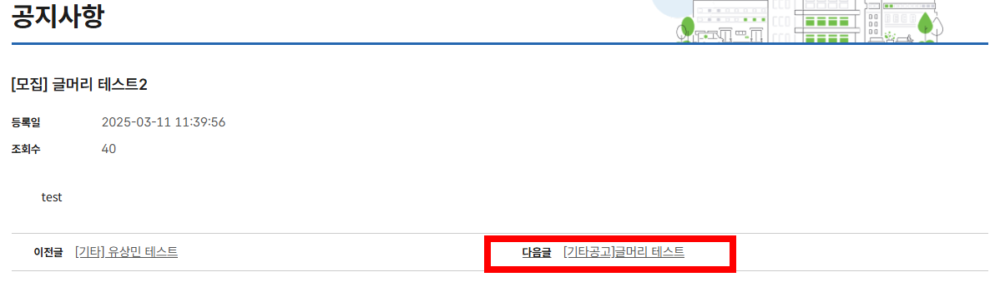 공지사항
[모집] 글머리 테스트2
등록일 2025-03-11 11:39:56
조회수 40
test
이전글 [기타] 유상민 테스트 다음글 [기타공고]글머리 테스트